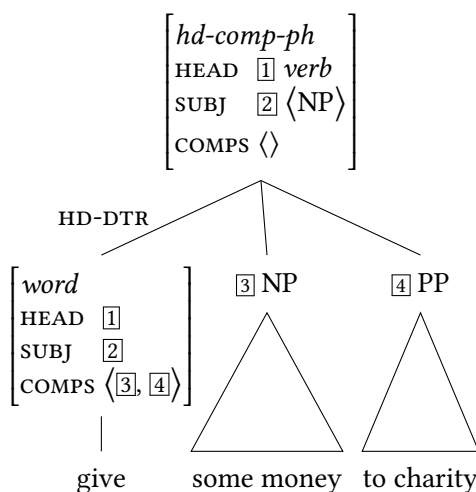 hd-comp-ph
HEAD 1 verb
SUBJ 2 ⟨NP⟩
COMPS ⟨⟩
HD-DTR
word
HEAD 1
SUBJ 2
COMPS ⟨3, 4⟩
3 NP
4 PP
give some money to charity